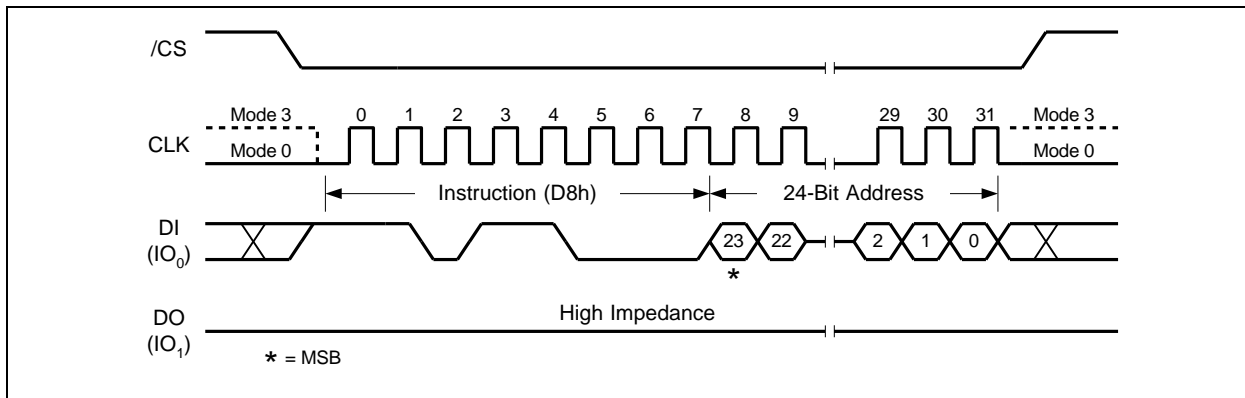 /CS
Mode 3 0 1 2 3 4 5 6 7 8 9 29 30 31 Mode 3
CLK
Mode 0 Mode 0
Instruction (D8h) 24-Bit Address
DI
(IO0)
23 22 2 1 0
*
High Impedance
DO
(IO1)
* = MSB